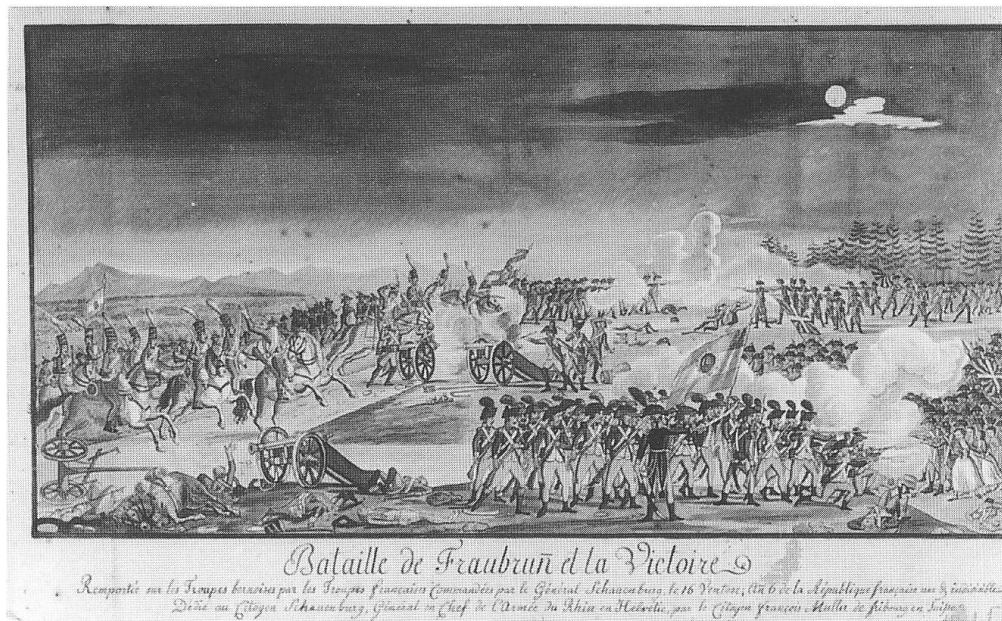 Bataille de Fraubrun̄ et la Victoire
Remportée sur les Troupes bernoises par les Troupes françaises Commandées par le Général Schauenburg, le 16 Ventose, An 6 de la République française une & indivisible.
Dédié au Citoyen Schauenburg, Général en Chef de l'Armée du Rhin en Helvétie, par le Citoyen françois Muller de fribourg en Suisse